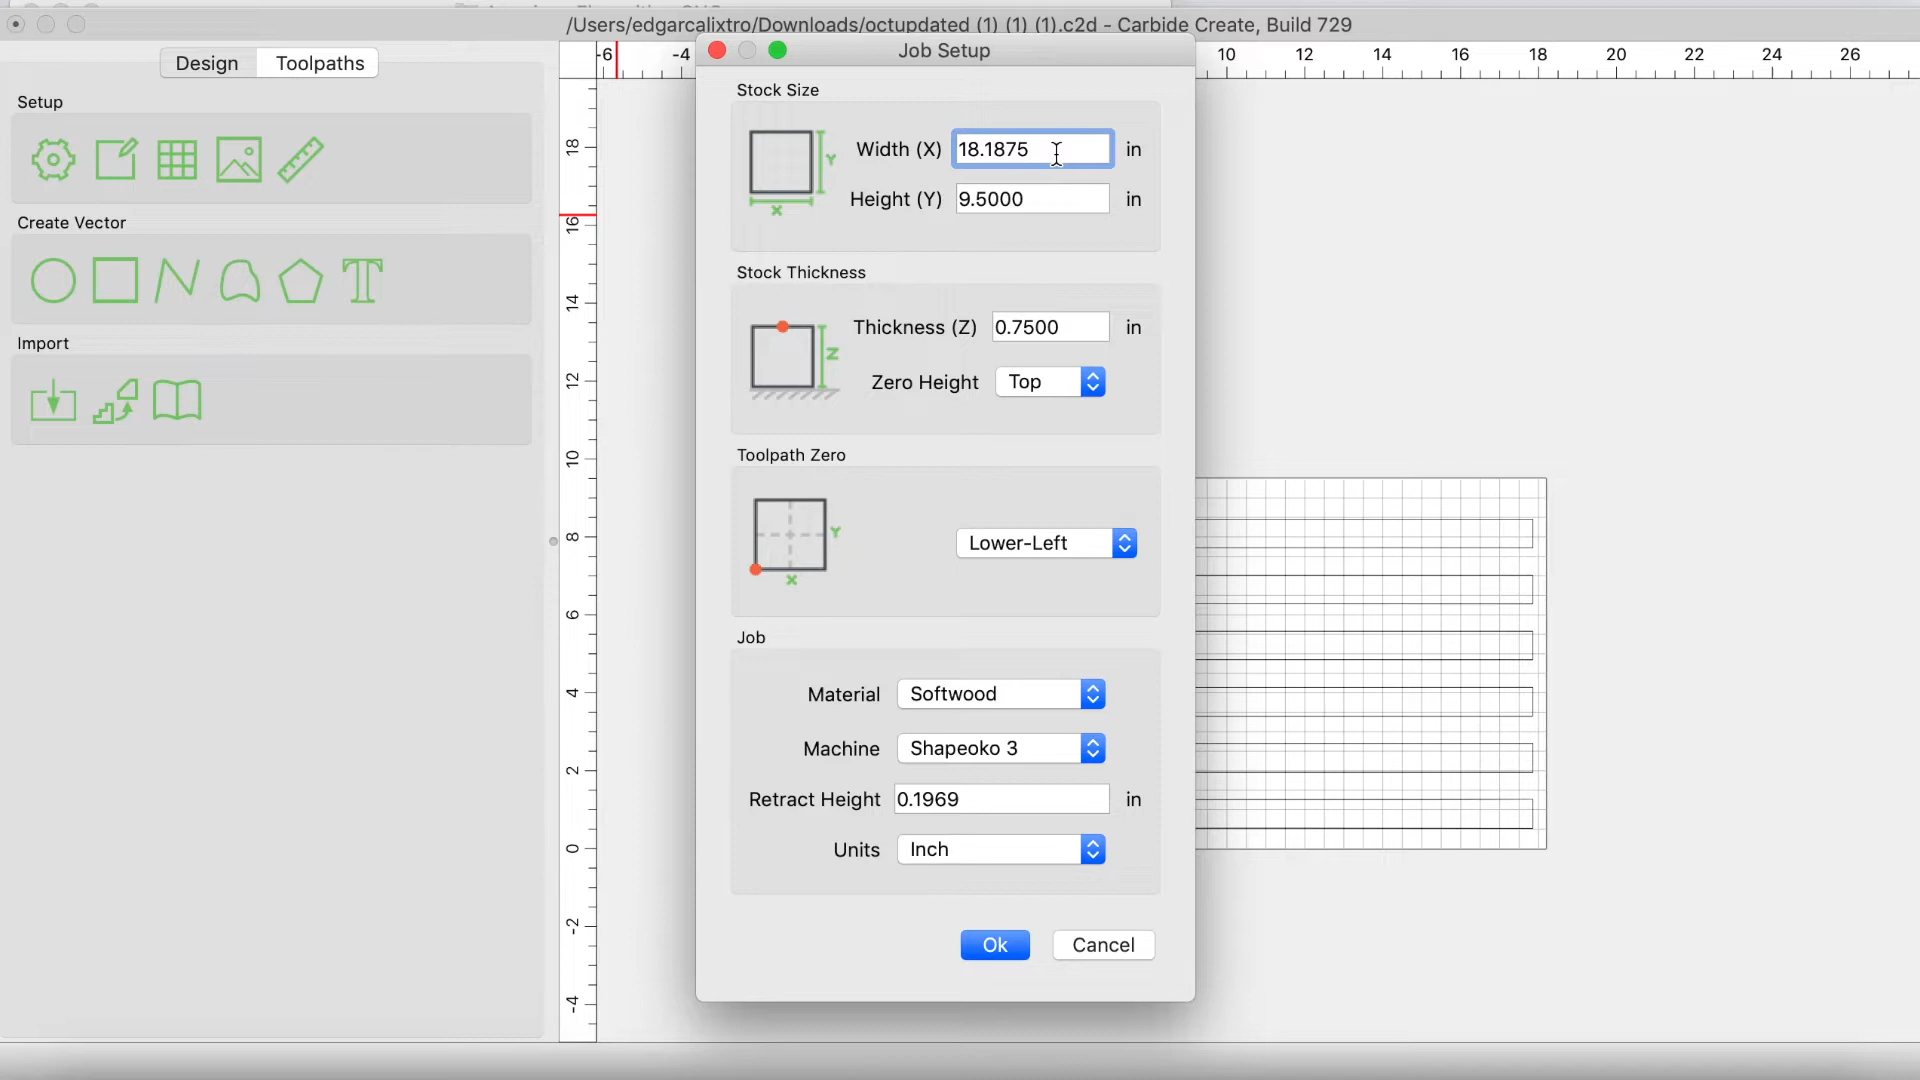 /Users/edgarcalixtro/Downloads/octupdated (1) (1) (1).c2d - Carbide Create, Build 729
Design
Toolpaths
Job Setup
-6
-4
10
12
14
16
18
20
22
24
26
Setup
Create Vector
T
Import
18
16
14
12
10
8
6
4
2
0
-2
-4
Stock Size
Y
X
Width (X) 18.1875 in
Height (Y) 9.5000 in
Stock Thickness
Z
Thickness (Z) 0.7500 in
Zero Height Top
Toolpath Zero
Y
X
Lower-Left
Job
Material Softwood
Machine Shapeoko 3
Retract Height 0.1969 in
Units Inch
Ok
Cancel